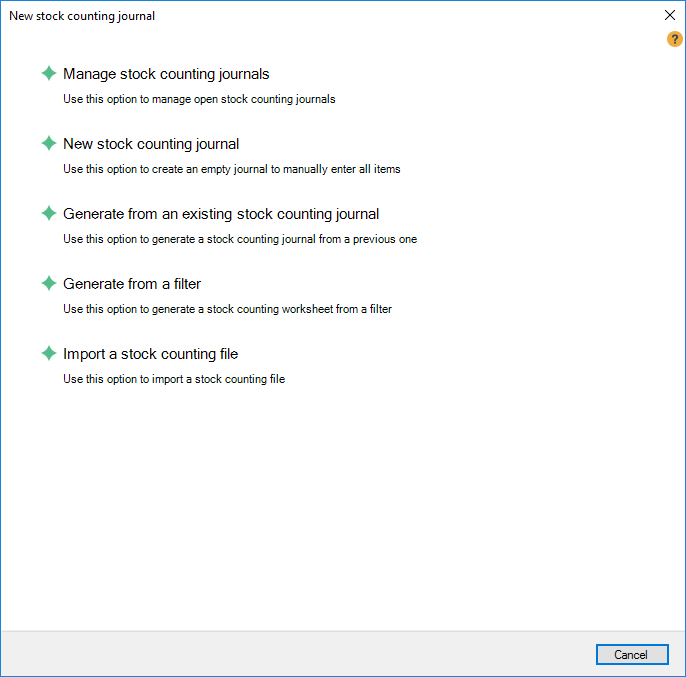 New stock counting journal
?
Manage stock counting journals
Use this option to manage open stock counting journals
New stock counting journal
Use this option to create an empty journal to manually enter all items
Generate from an existing stock counting journal
Use this option to generate a stock counting journal from a previous one
Generate from a filter
Use this option to generate a stock counting worksheet from a filter
Import a stock counting file
Use this option to import a stock counting file
Cancel